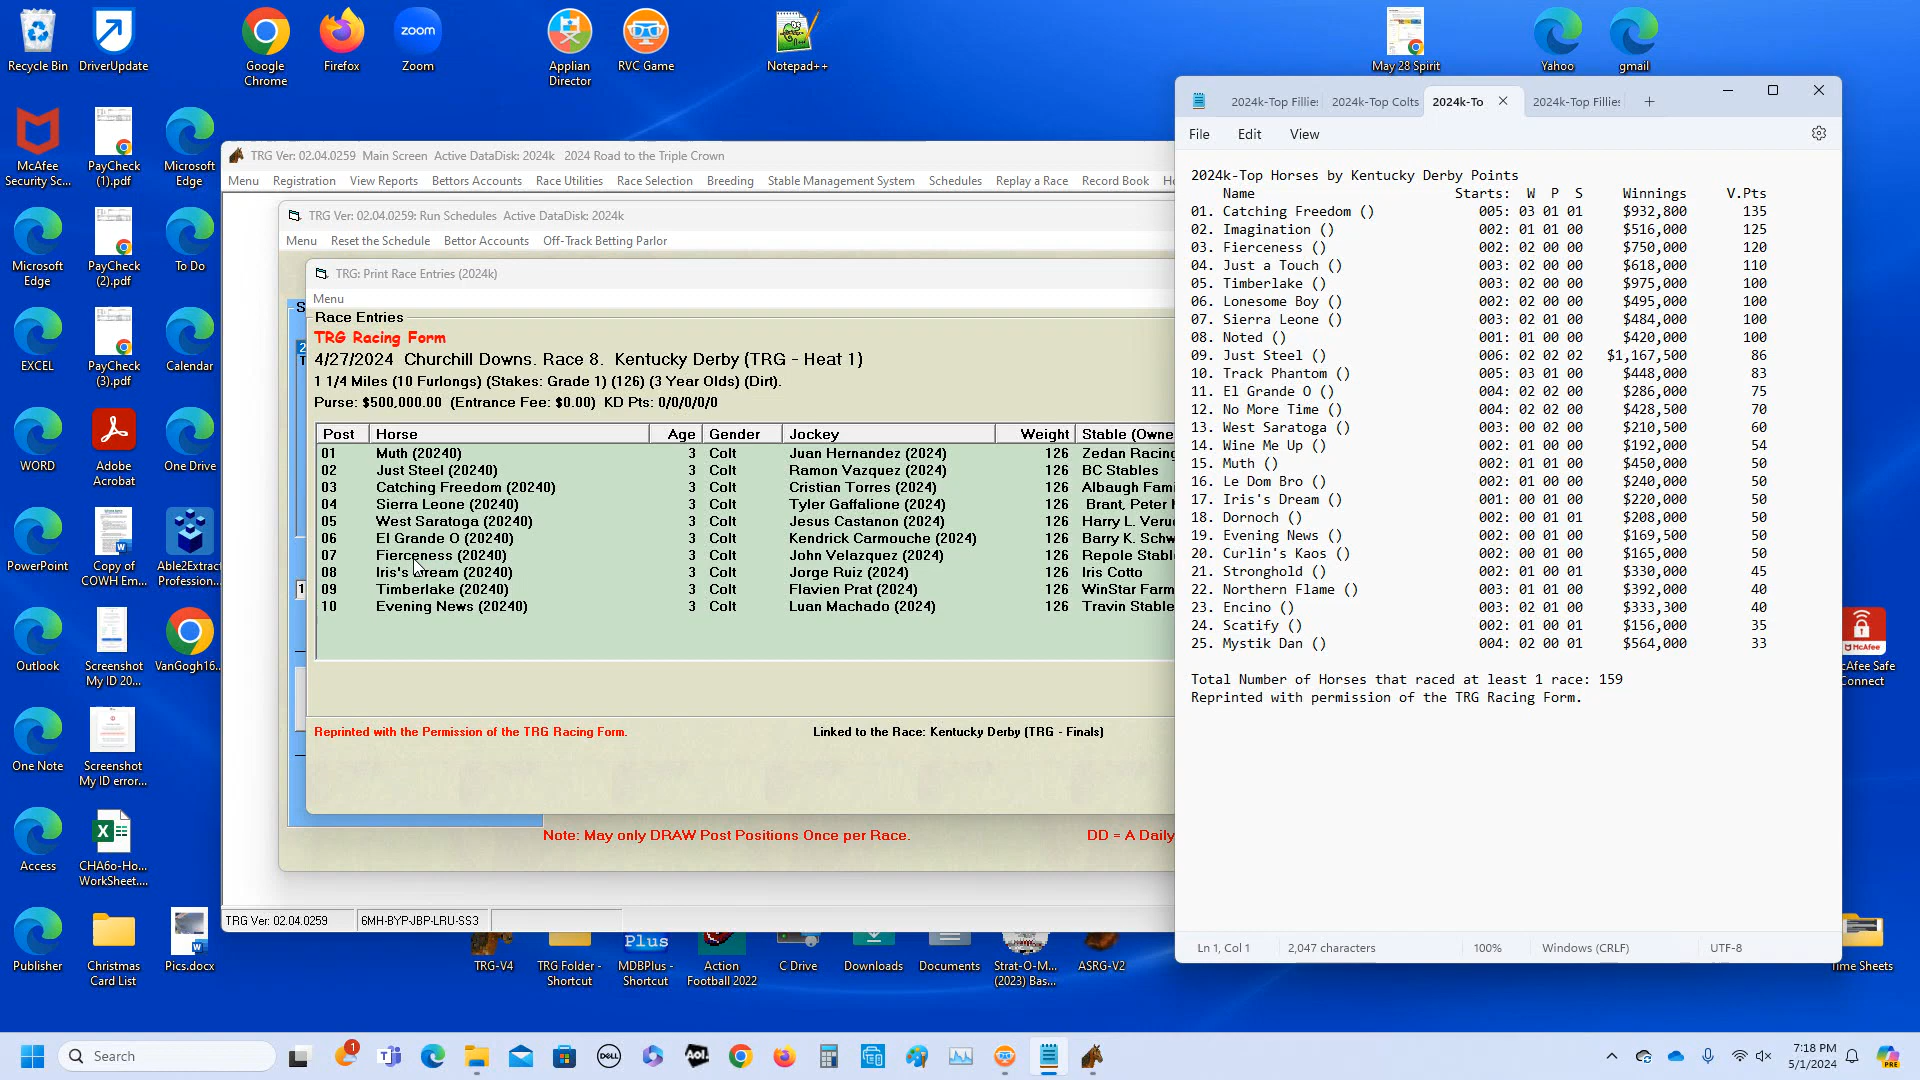 Recycle Bin
DriverUpdate
Google Chrome
Firefox
zoom
Zoom
Applian Director
RVC Game
Notepad++
May 28 Spirit
Yahoo
gmail
McAfee Security Sc...
PayCheck (1).pdf
Microsoft Edge
Microsoft Edge
PayCheck (2).pdf
To Do
EXCEL
PayCheck (3).pdf
Calendar
WORD
Adobe Acrobat
One Drive
PowerPoint
Copy of COWH Em...
Able2Extract Profession...
Outlook
Screenshot My ID 20...
VanGogh16...
One Note
Screenshot My ID error...
Access
CHA6o-Ho... WorkSheet....
Publisher
Christmas Card List
Pics.docx
TRG Ver: 02.04.0259 Main Screen Active DataDisk: 2024k 2024 Road to the Triple Crown
Menu Registration View Reports Bettors Accounts Race Utilities Race Selection Breeding Stable Management System Schedules Replay a Race Record Book He
TRG Ver: 02.04.0259: Run Schedules Active DataDisk: 2024k
Menu Reset the Schedule Bettor Accounts Off-Track Betting Parlor
TRG: Print Race Entries (2024k)
Menu
Race Entries
TRG Racing Form
4/27/2024 Churchill Downs. Race 8. Kentucky Derby (TRG - Heat 1)
1 1/4 Miles (10 Furlongs) (Stakes: Grade 1) (126) (3 Year Olds) (Dirt).
Purse: $500,000.00 (Entrance Fee: $0.00) KD Pts: 0/0/0/0/0
Post Horse Age Gender Jockey Weight Stable (Owne
01 Muth (20240) 3 Colt Juan Hernandez (2024) 126 Zedan Racing
02 Just Steel (20240) 3 Colt Ramon Vazquez (2024) 126 BC Stables
03 Catching Freedom (20240) 3 Colt Cristian Torres (2024) 126 Albaugh Fami
04 Sierra Leone (20240) 3 Colt Tyler Gaffalione (2024) 126 Brant, Peter
05 West Saratoga (20240) 3 Colt Jesus Castanon (2024) 126 Harry L. Veru
06 El Grande O (20240) 3 Colt Kendrick Carmouche (2024) 126 Barry K. Schw
07 Fierceness (20240) 3 Colt John Velazquez (2024) 126 Repole Stabl
08 Iris's Dream (20240) 3 Colt Jorge Ruiz (2024) 126 Iris Cotto
09 Timberlake (20240) 3 Colt Flavien Prat (2024) 126 WinStar Farm
10 Evening News (20240) 3 Colt Luan Machado (2024) 126 Travin Stable
Reprinted with the Permission of the TRG Racing Form. Linked to the Race: Kentucky Derby (TRG - Finals)
Note: May only DRAW Post Positions Once per Race. DD = A Daily
TRG Ver: 02.04.0259 6MH-BYP-JBP-LRU-SS3
2024k-Top Fillies 2024k-Top Colts 2024k-To 2024k-Top Fillies
File Edit View
2024k-Top Horses by Kentucky Derby Points
Name Starts: W P S Winnings V.Pts
01. Catching Freedom () 005: 03 01 01 $932,800 135
02. Imagination () 002: 01 01 00 $516,000 125
03. Fierceness () 002: 02 00 00 $750,000 120
04. Just a Touch () 003: 02 00 00 $618,000 110
05. Timberlake () 003: 02 00 00 $975,000 100
06. Lonesome Boy () 002: 02 00 00 $495,000 100
07. Sierra Leone () 003: 02 01 00 $484,000 100
08. Noted () 001: 01 00 00 $420,000 100
09. Just Steel () 006: 02 02 02 $1,167,500 86
10. Track Phantom () 005: 03 01 00 $448,000 83
11. El Grande O () 004: 02 02 00 $286,000 75
12. No More Time () 004: 02 02 00 $428,500 70
13. West Saratoga () 003: 02 00 00 $210,500 60
14. Wine Me Up () 002: 01 00 00 $192,000 54
15. Muth () 002: 01 00 00 $450,000 50
16. Le Dom Bro () 002: 01 00 00 $240,000 50
17. Iris's Dream () 001: 00 01 00 $220,000 50
18. Dornoch () 002: 00 01 01 $208,000 50
19. Evening News () 002: 00 01 00 $169,500 50
20. Curlin's Kaos () 002: 00 01 00 $165,000 50
21. Stronghold () 002: 01 00 01 $330,000 45
22. Northern Flame () 003: 01 01 00 $392,000 40
23. Encino () 003: 02 01 00 $333,300 40
24. Scatify () 002: 01 00 01 $156,000 35
25. Mystik Dan () 004: 02 00 01 $564,000 33
Total Number of Horses that raced at least 1 race: 159
Reprinted with permission of the TRG Racing Form.
Ln 1, Col 1 2,047 characters 100% Windows (CRLF) UTF-8
McAfee
cAfee Safe Connect
Time Sheets
Plus
TRG-V4
TRG Folder - Shortcut
MDBPlus - Shortcut
Action Football 2022
C Drive
Downloads
Documents
Strat-O-M... (2023) Bas...
ASRG-V2
Search
1
DELL
Aol.
7:18 PM
5/1/2024
PRE